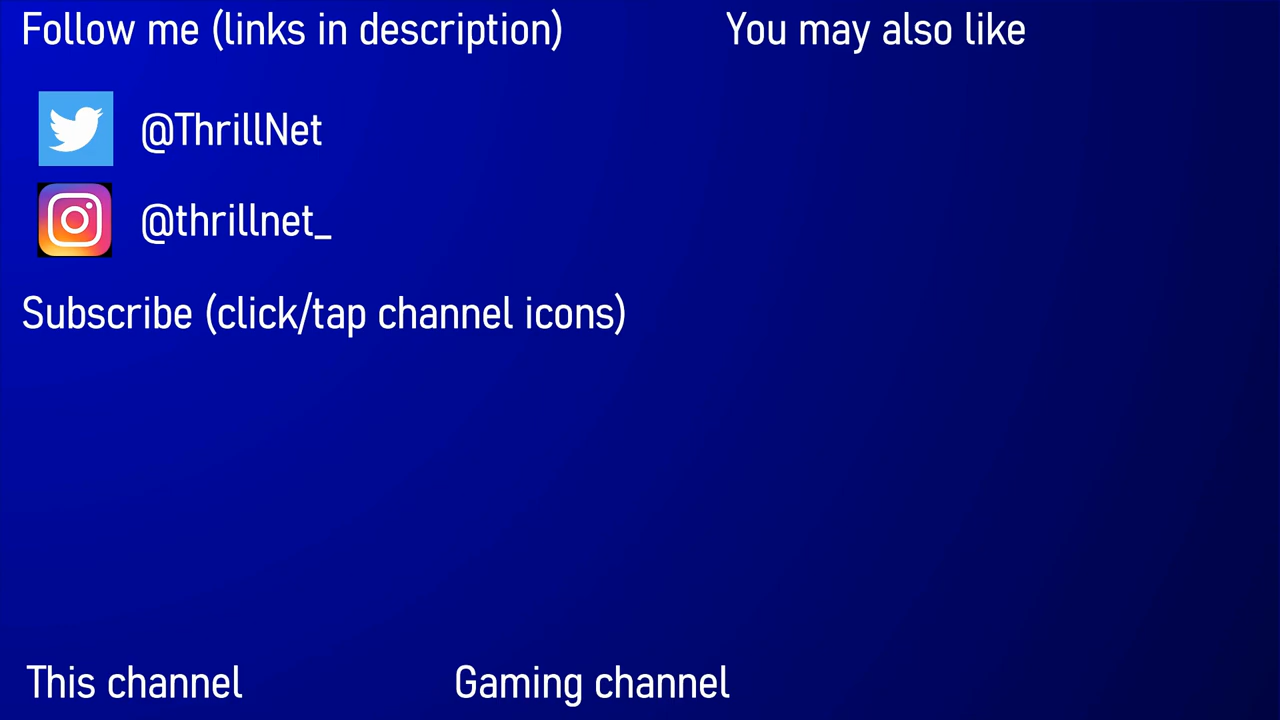 Follow me (links in description)
You may also like
@ThrillNet
@thrillnet_
Subscribe (click/tap channel icons)
This channel
Gaming channel